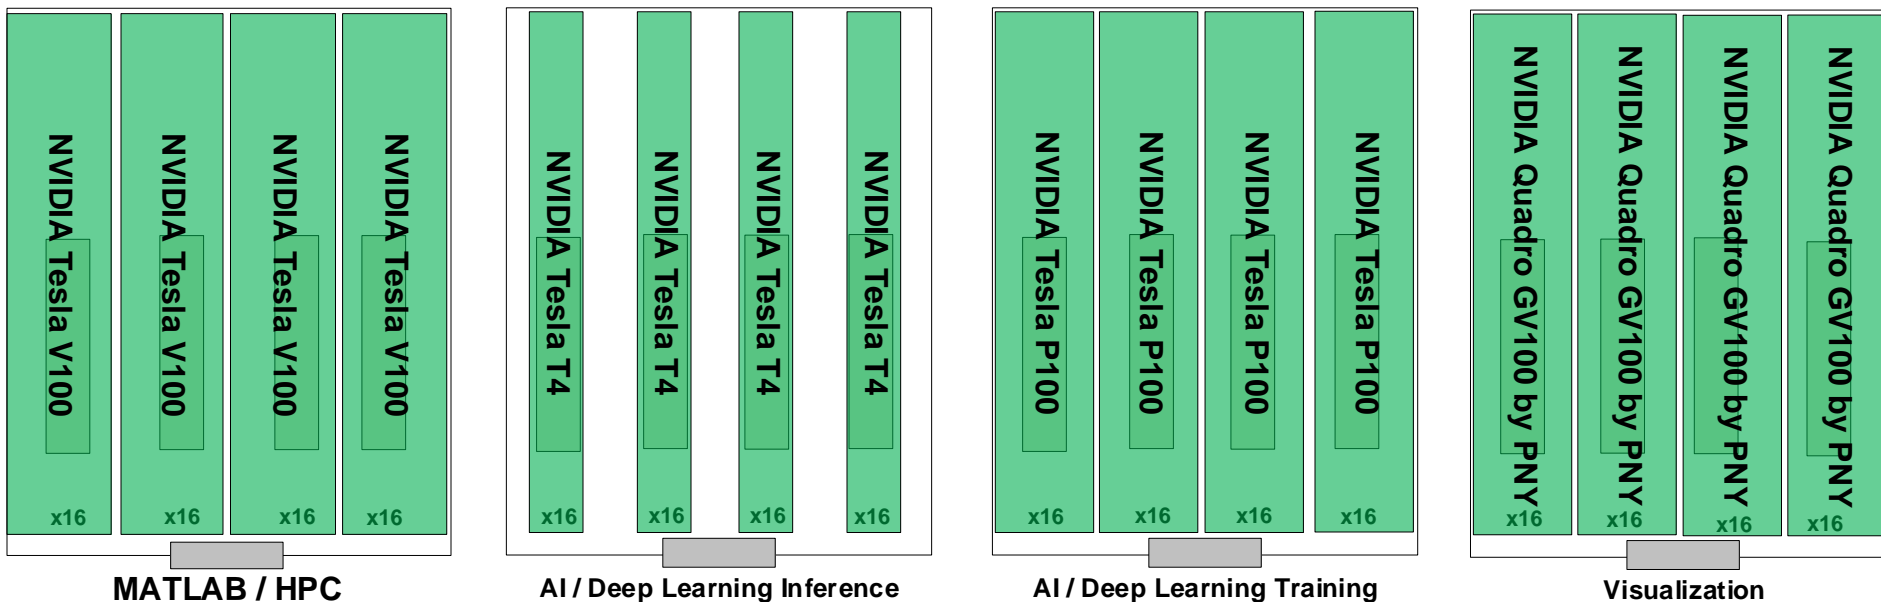 NVIDIA Tesla V100
NVIDIA Tesla V100
NVIDIA Tesla V100
NVIDIA Tesla V100
x16
x16
x16
x16
MATLAB / HPC
NVIDIA Tesla T4
NVIDIA Tesla T4
NVIDIA Tesla T4
NVIDIA Tesla T4
x16
x16
x16
x16
AI / Deep Learning Inference
NVIDIA Tesla P100
NVIDIA Tesla P100
NVIDIA Tesla P100
NVIDIA Tesla P100
x16
x16
x16
x16
AI / Deep Learning Training
NVIDIA Quadro GV100 by PNY
NVIDIA Quadro GV100 by PNY
NVIDIA Quadro GV100 by PNY
NVIDIA Quadro GV100 by PNY
x16
x16
x16
x16
Visualization